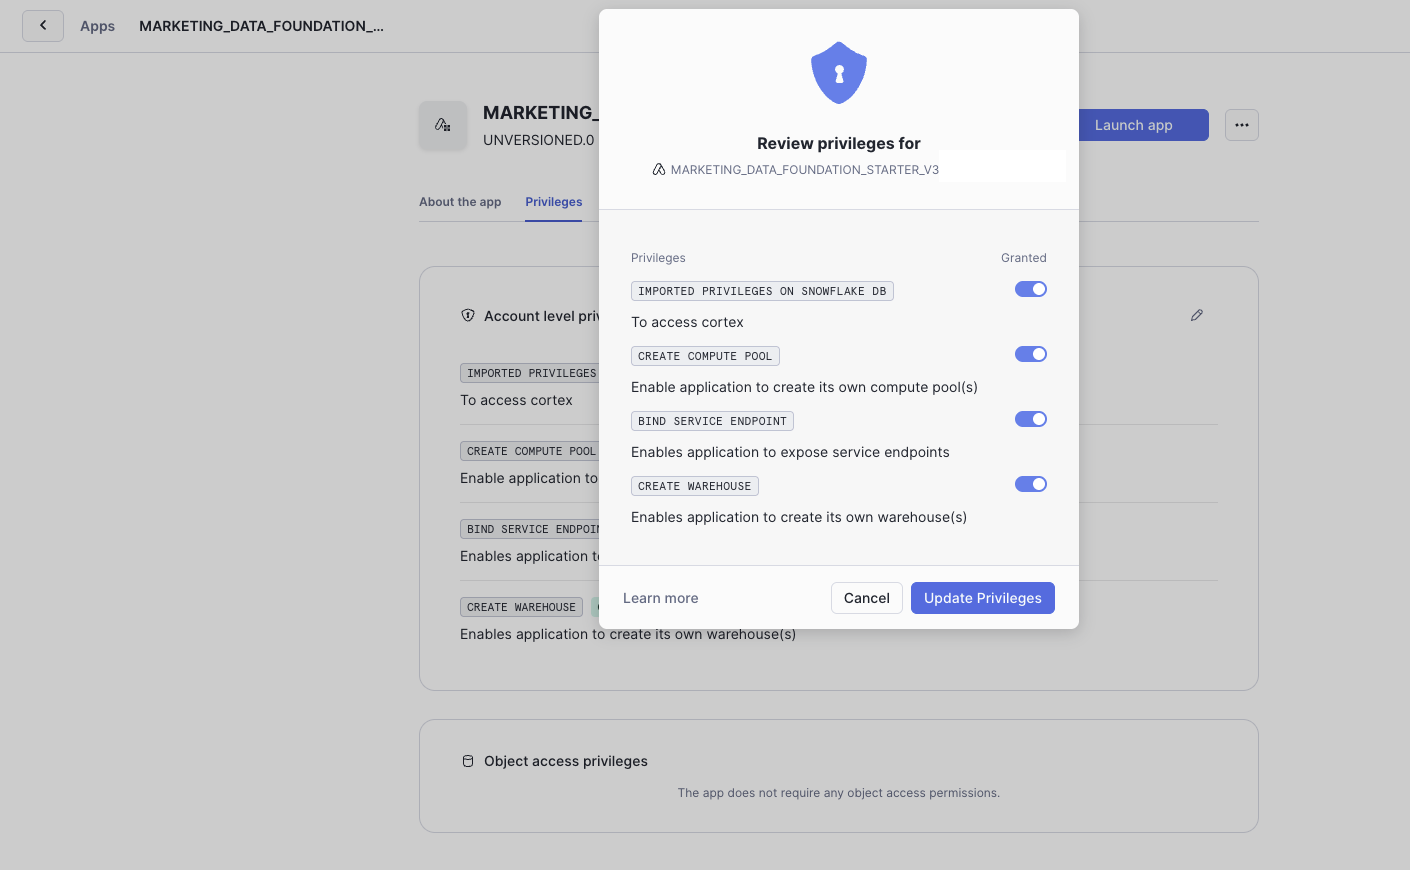 Apps MARKETING_DATA_FOUNDATION_...
MARKETING_
UNVERSIONED.0
Launch app
About the app Privileges
Account level
IMPORTED PRIVILEGES
To access cortex
CREATE COMPUTE POOL
Enable application to
BIND SERVICE
Enables application
CREATE WAREHOUSE
Enables application to create its own warehouse(s)
Object access privileges
The app does not require any object access permissions.
Review privileges for
MARKETING_DATA_FOUNDATION_STARTER_V3
Privileges Granted
IMPORTED PRIVILEGES ON SNOWFLAKE DB
To access cortex
CREATE COMPUTE POOL
Enable application to create its own compute pool(s)
BIND SERVICE ENDPOINT
Enables application to expose service endpoints
CREATE WAREHOUSE
Enables application to create its own warehouse(s)
Learn more Cancel Update Privileges